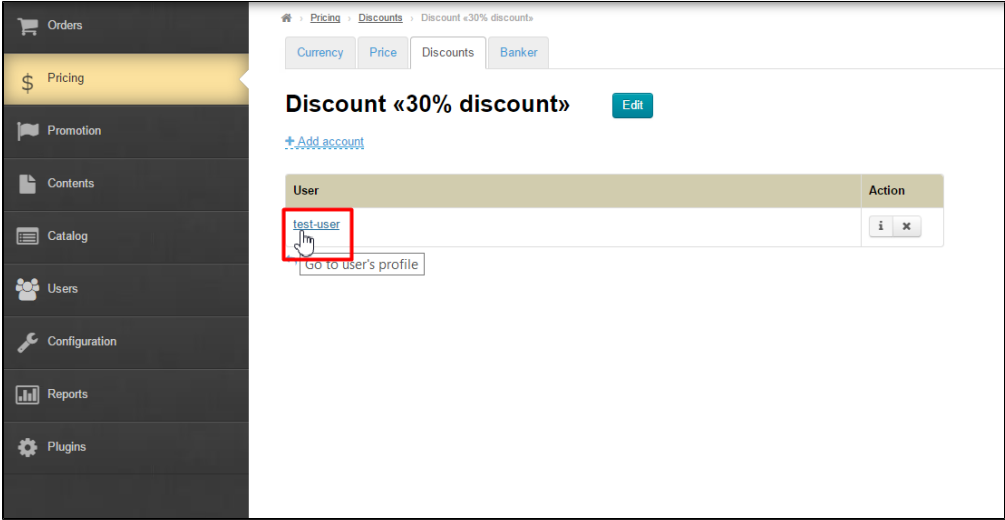 Orders
Pricing
Promotion
Contents
Catalog
Users
Configuration
Reports
Plugins
Pricing › Discounts › Discount «30% discount»
Currency Price Discounts Banker
Discount «30% discount» Edit
+ Add account
User Action
test-user
Go to user's profile